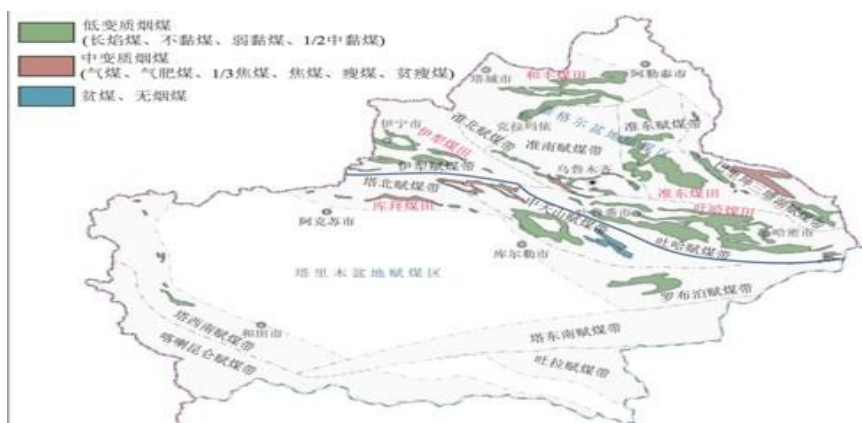 低变质烟煤
(长焰煤、不黏煤、弱黏煤、1/2中黏煤)
中变质烟煤
(气煤、气肥煤、1/3焦煤、焦煤、瘦煤、贫瘦煤)
贫煤、无烟煤
塔城市
和丰煤田
阿勒泰市
克拉玛依
准北赋煤带
准东赋煤带
伊宁市
伊犁煤田
准南赋煤带
乌鲁木齐
伊犁赋煤带
准东煤田
塔北赋煤带
中天山赋煤带
吐哈煤田
哈密市
阿克苏市
库拜煤田
库尔勒市
吐哈赋煤带
塔里木盆地赋煤区
罗布泊赋煤带
塔西南赋煤带
和田市
塔东南赋煤带
喀喇昆仑赋煤带
吐拉赋煤带